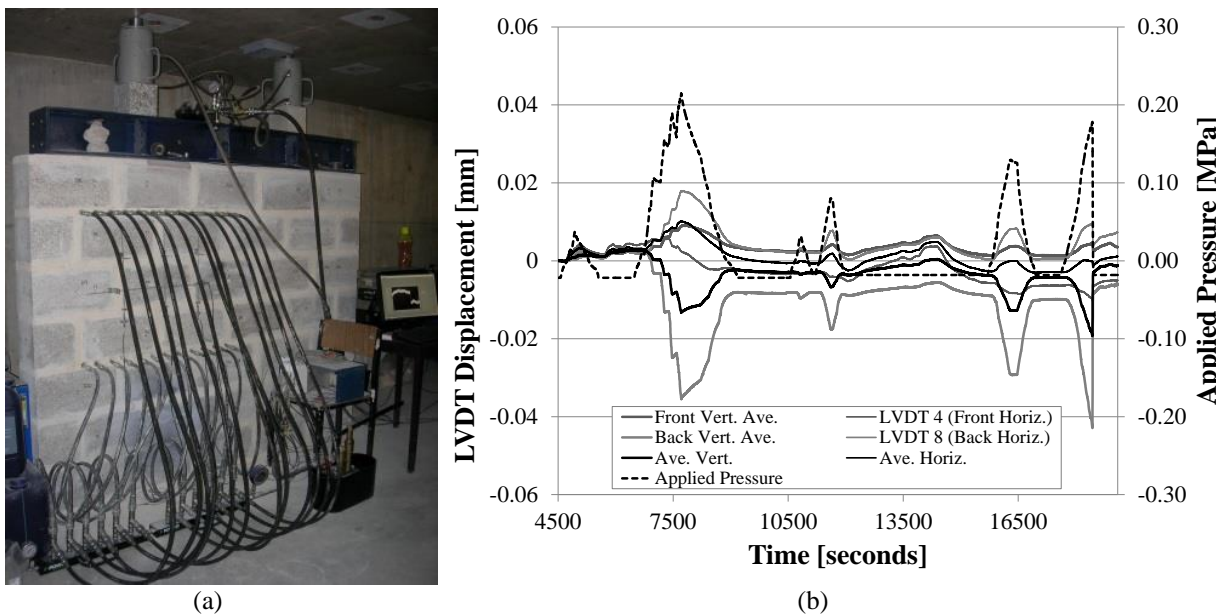 0.06
0.04
0.02
0
-0.02
-0.04
-0.06
LVDT Displacement [mm]
0.30
0.20
0.10
0.00
-0.10
-0.20
-0.30
Applied Pressure [MPa]
Front Vert. Ave.
LVDT 4 (Front Horiz.)
Back Vert. Ave.
LVDT 8 (Back Horiz.)
Ave. Vert.
Ave. Horiz.
Applied Pressure
4500 7500 10500 13500 16500
Time [seconds]
(a) (b)